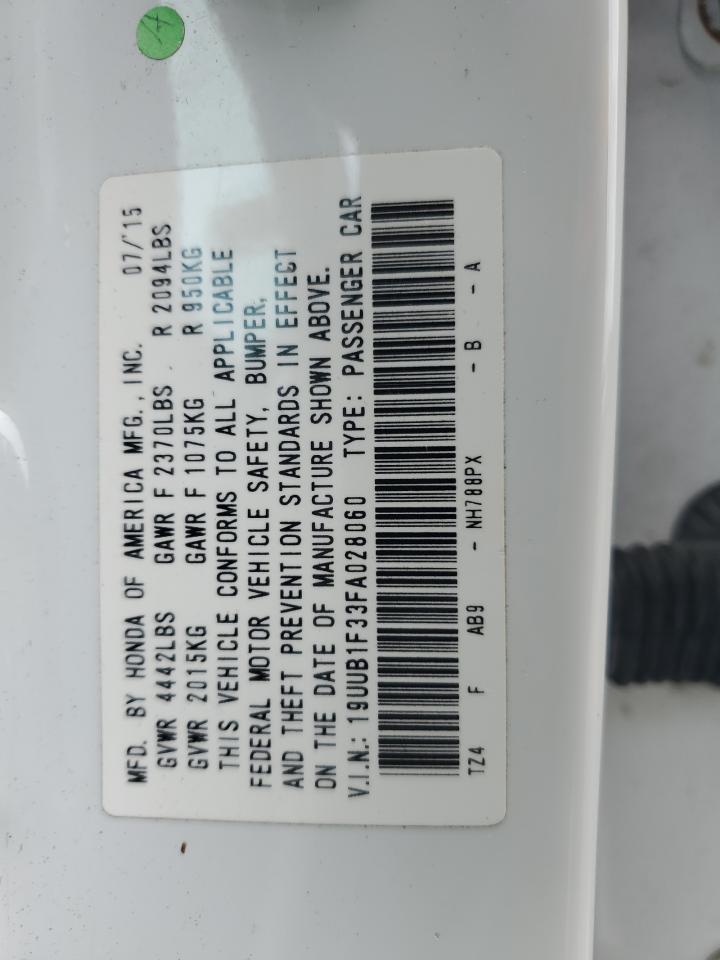 MFD. BY HONDA OF AMERICA MFG., INC. 07/'15
GVWR 4442LBS GAWR F 2370LBS R 2094LBS
GVWR 2015KG GAWR F 1075KG R 950KG
THIS VEHICLE CONFORMS TO ALL APPLICABLE
FEDERAL MOTOR VEHICLE SAFETY, BUMPER,
AND THEFT PREVENTION STANDARDS IN EFFECT
ON THE DATE OF MANUFACTURE SHOWN ABOVE.
V.I.N.: 19UUB1F33FA028060 TYPE: PASSENGER CAR
TZ4 F AB9 - NH788PX - B - A